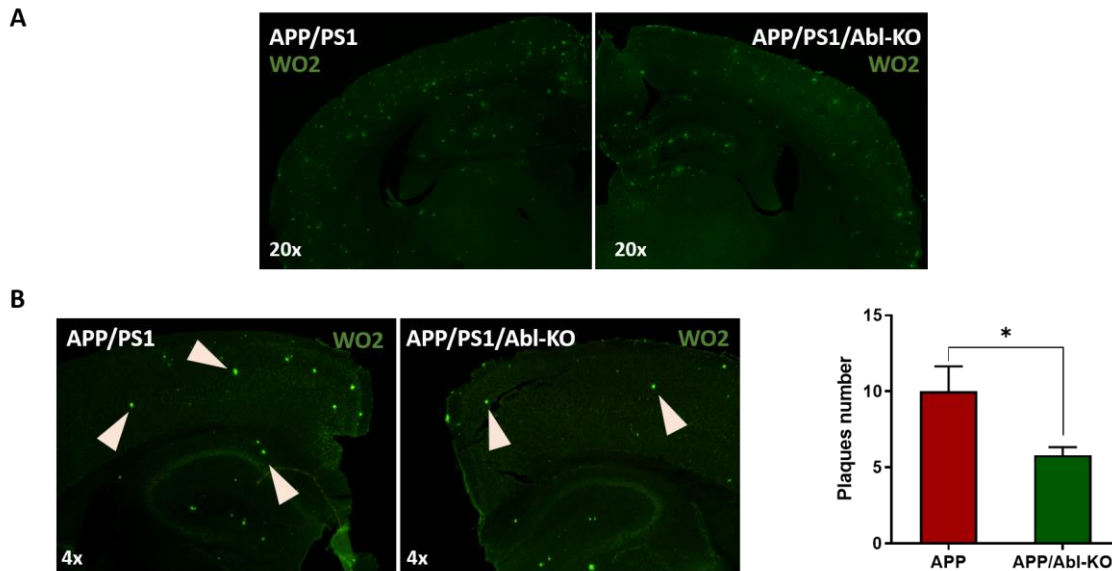 A
APP/PS1
WO2
20x
APP/PS1/Abl-KO
WO2
20x
B
APP/PS1
WO2
4x
APP/PS1/Abl-KO
WO2
Plaques number
15
10
5
0
*
APP
APP/Abl-KO